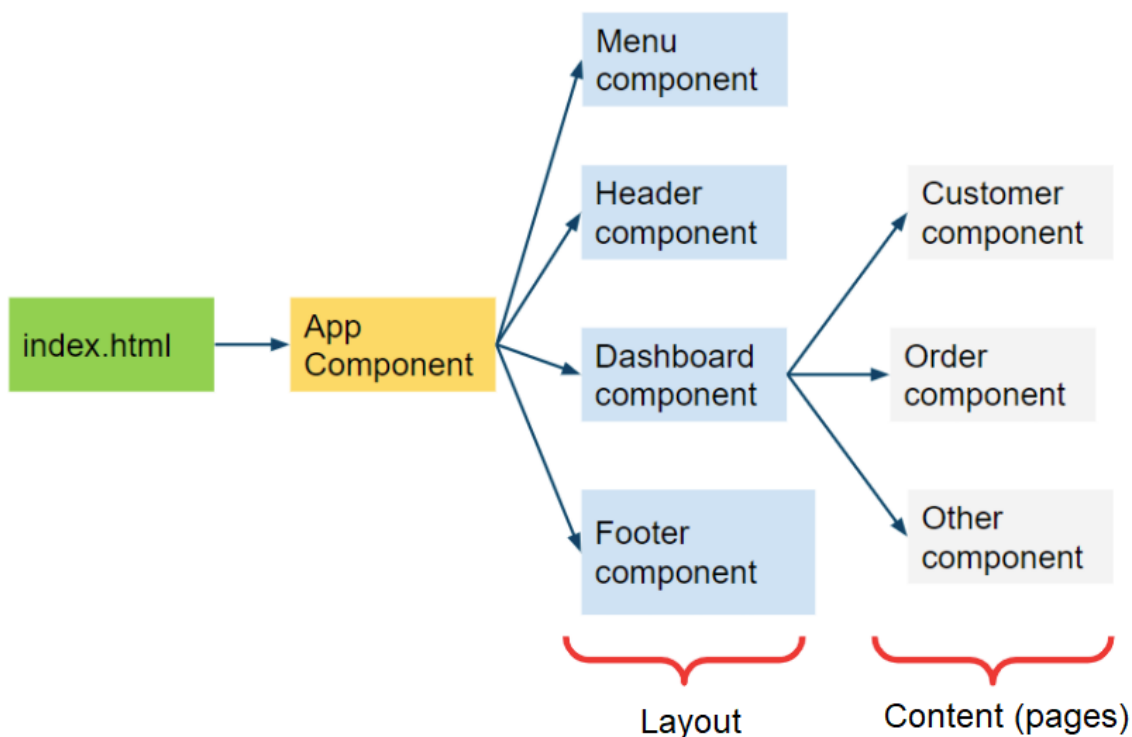 Menu
component
Header
component
Customer
component
index.html
App
Component
Dashboard
component
Order
component
Footer
component
Other
component
Layout
Content (pages)